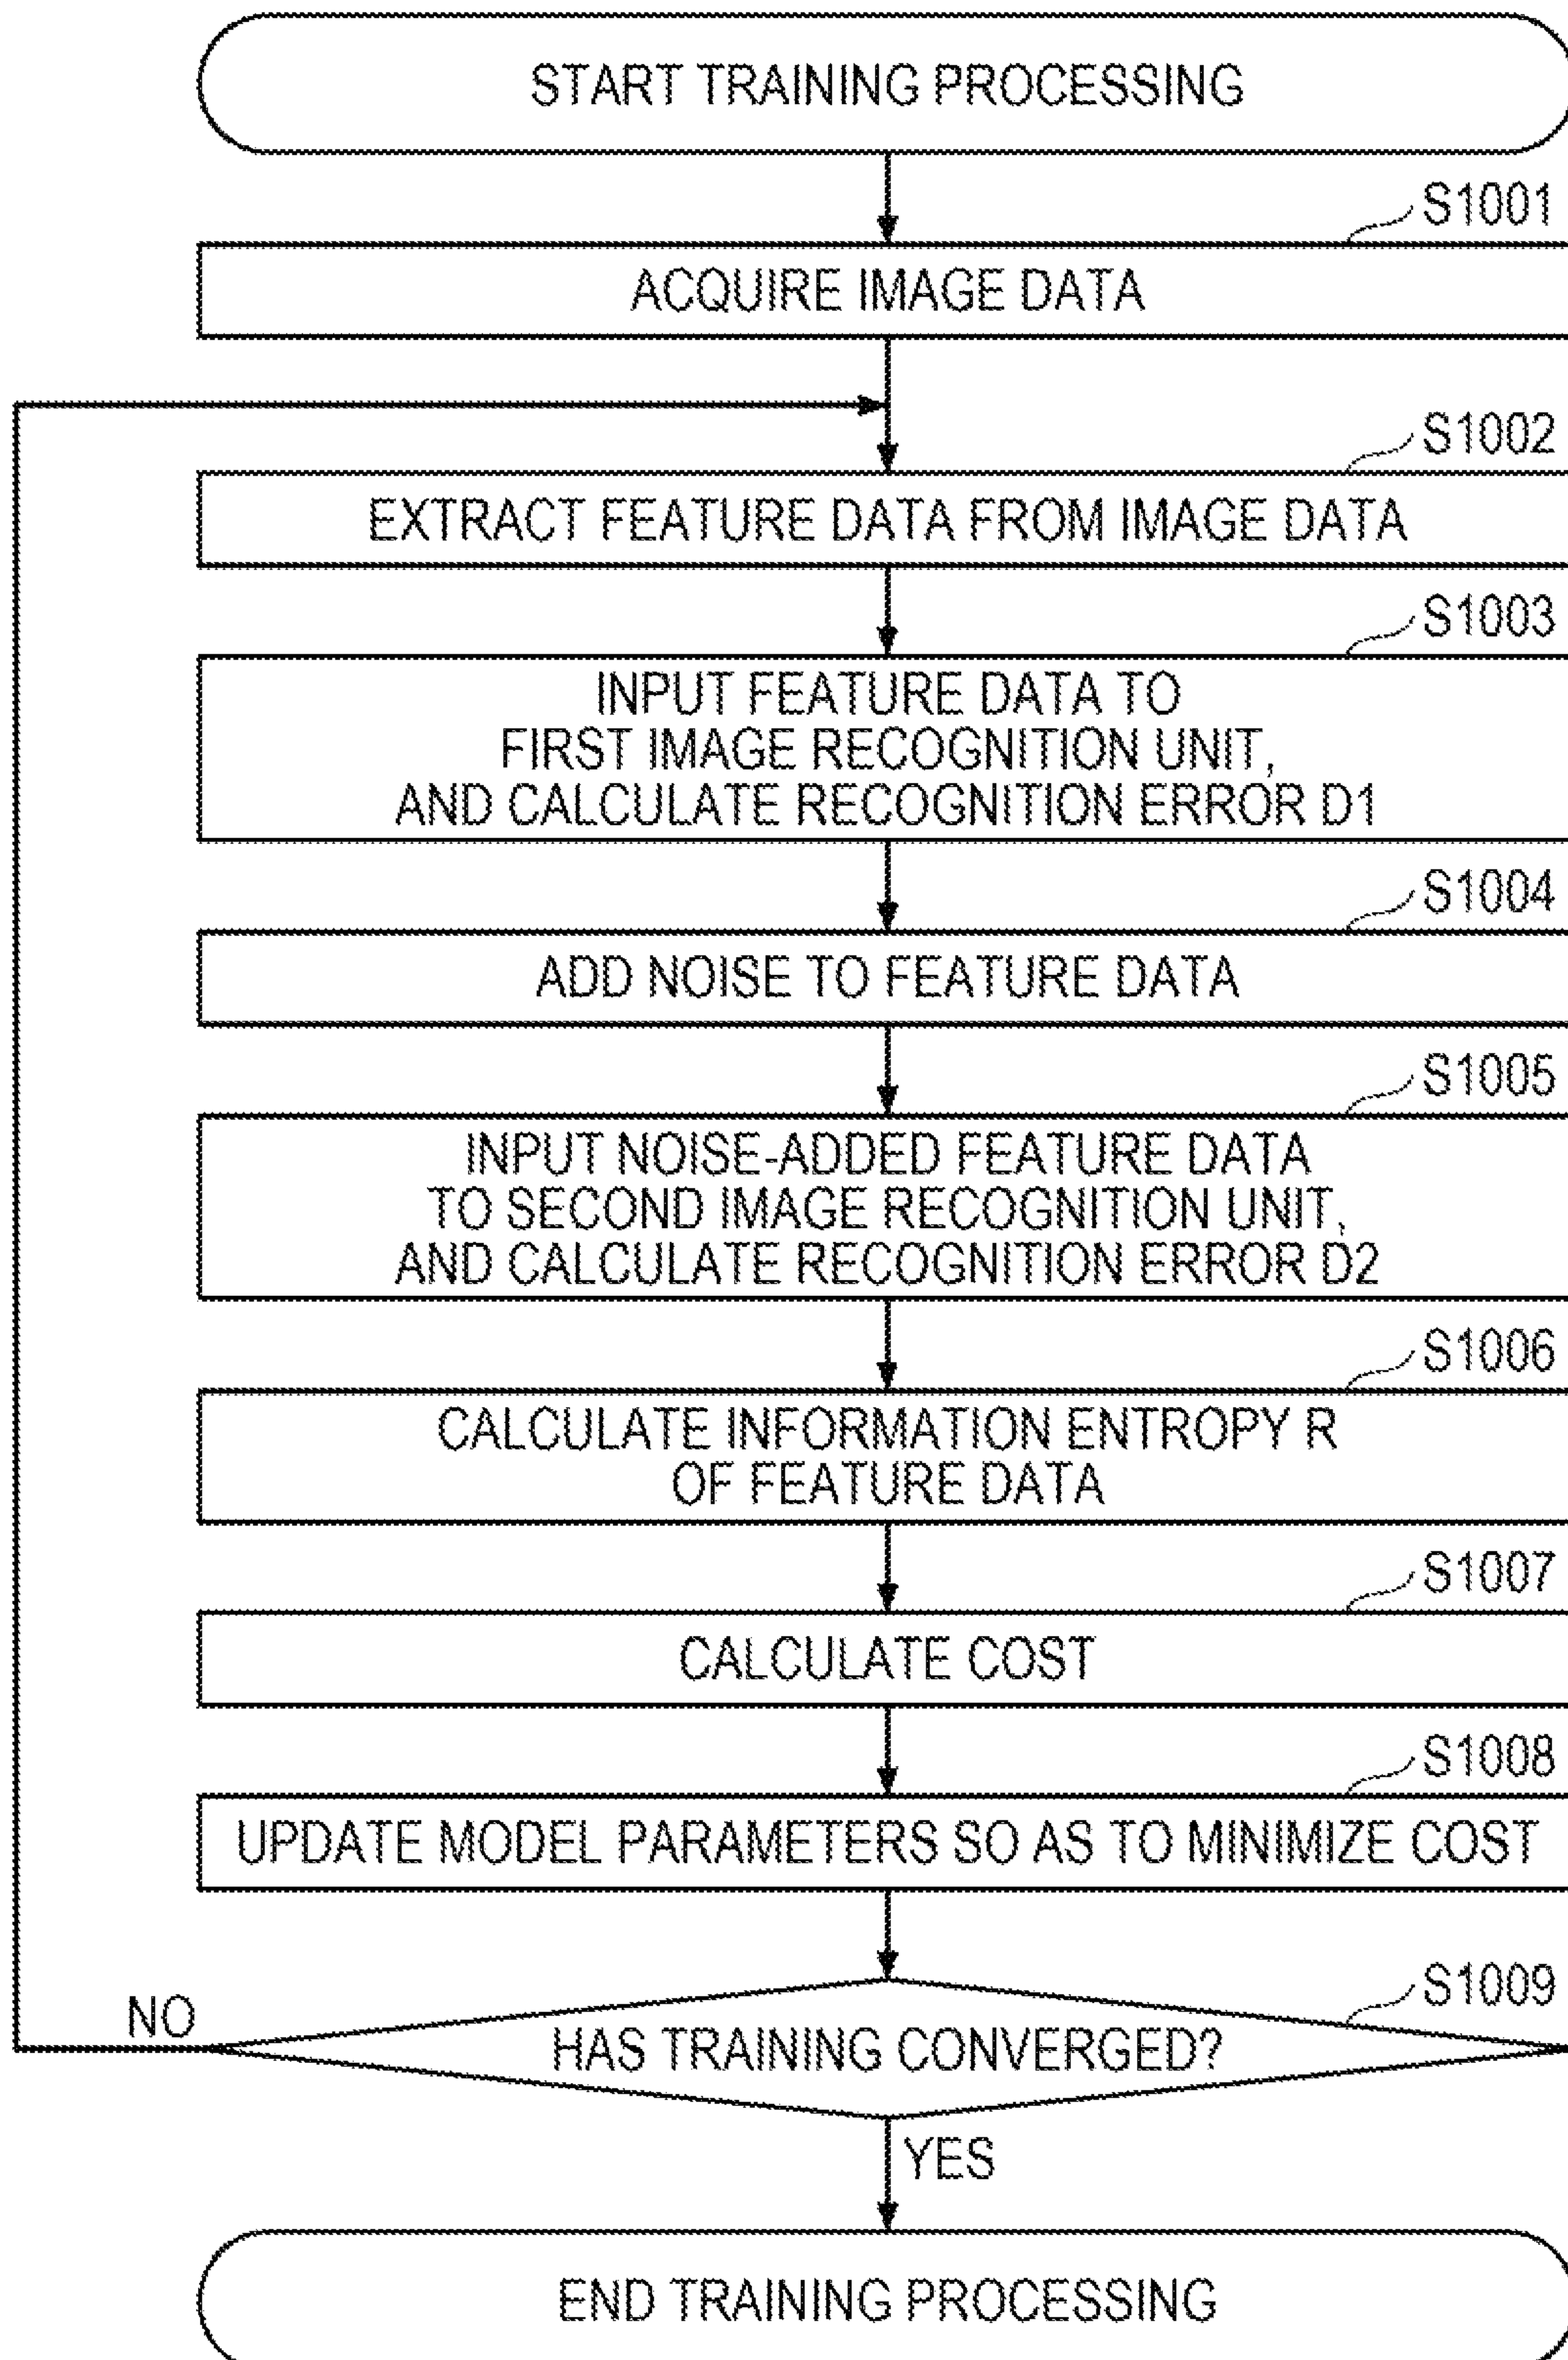 START TRAINING PROCESSING
S1001
ACQUIRE IMAGE DATA
S1002
EXTRACT FEATURE DATA FROM IMAGE DATA
S1003
INPUT FEATURE DATA TO
FIRST IMAGE RECOGNITION UNIT,
AND CALCULATE RECOGNITION ERROR D1
S1004
ADD NOISE TO FEATURE DATA
S1005
INPUT NOISE-ADDED FEATURE DATA
TO SECOND IMAGE RECOGNITION UNIT,
AND CALCULATE RECOGNITION ERROR D2
S1006
CALCULATE INFORMATION ENTROPY R
OF FEATURE DATA
S1007
CALCULATE COST
S1008
UPDATE MODEL PARAMETERS SO AS TO MINIMIZE COST
S1009
NO
HAS TRAINING CONVERGED?
YES
END TRAINING PROCESSING